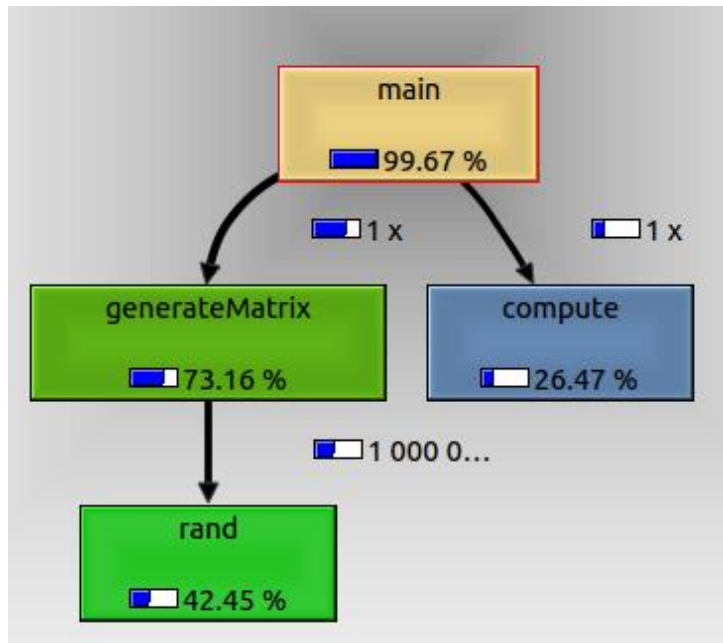 main
99.67 %
1 x
1 x
generateMatrix
73.16 %
compute
26.47 %
1 000 0...
rand
42.45 %